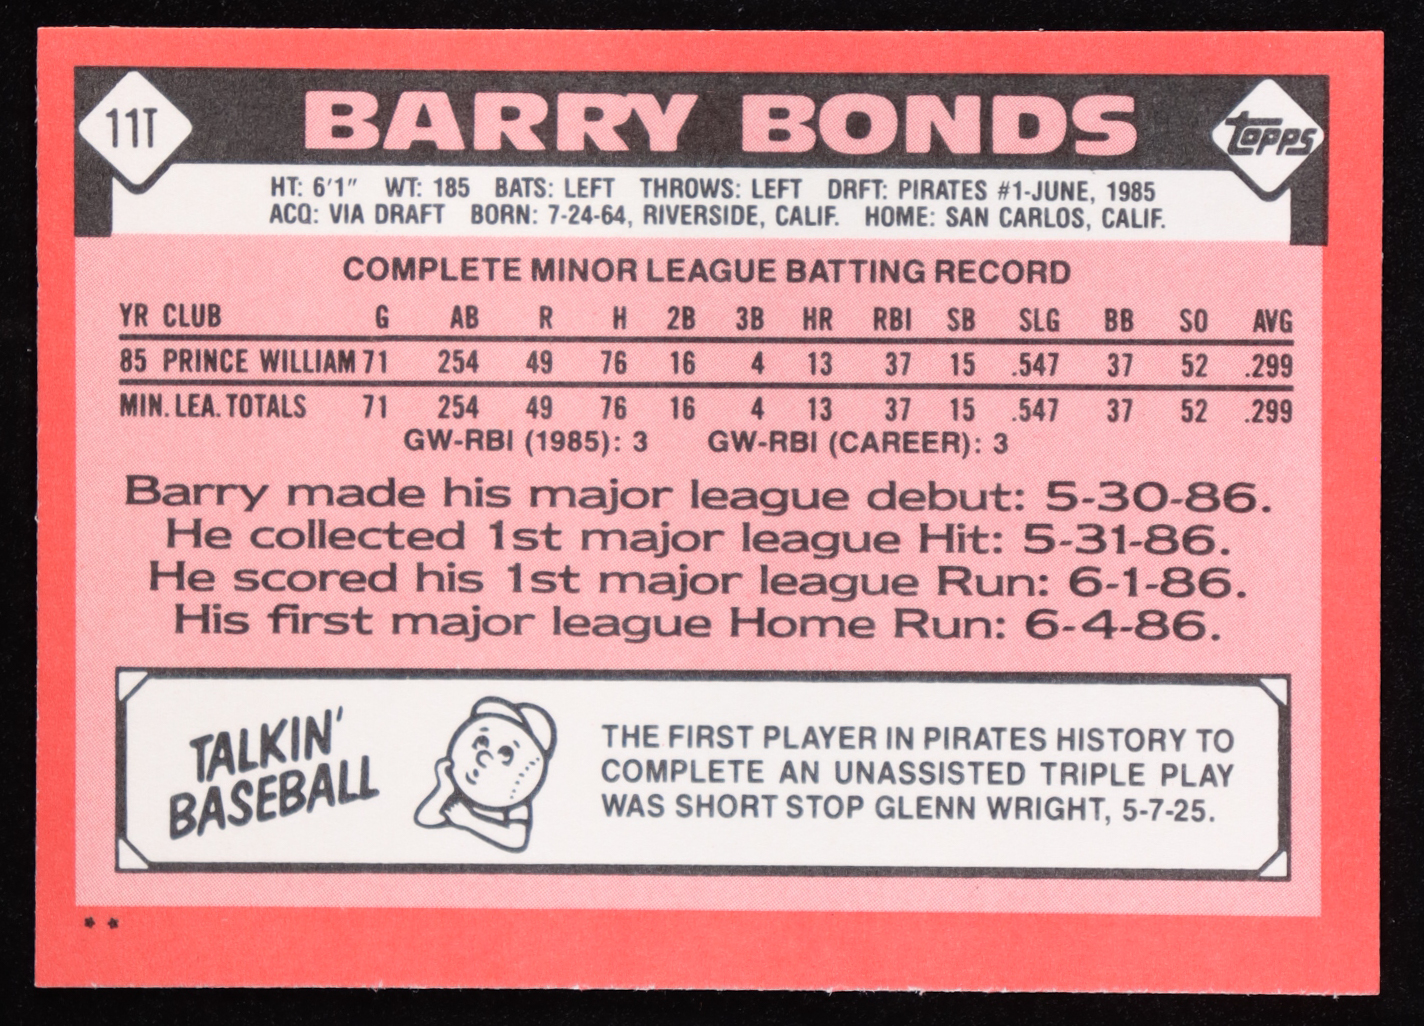 11T
BARRY BONDS
topps
HT: 6'1" WT: 185 BATS: LEFT THROWS: LEFT DRFT: PIRATES #1-JUNE, 1985
ACQ: VIA DRAFT BORN: 7-24-64, RIVERSIDE, CALIF. HOME: SAN CARLOS, CALIF.
COMPLETE MINOR LEAGUE BATTING RECORD
YR CLUB G AB R H 2B 3B HR RBI SB SLG BB SO AVG
85 PRINCE WILLIAM 71 254 49 76 16 4 13 37 15 .547 37 52 .299
MIN. LEA. TOTALS 71 254 49 76 16 4 13 37 15 .547 37 52 .299
GW-RBI (1985): 3 GW-RBI (CAREER): 3
Barry made his major league debut: 5-30-86.
He collected 1st major league Hit: 5-31-86.
He scored his 1st major league Run: 6-1-86.
His first major league Home Run: 6-4-86.
TALKIN'
BASEBALL
THE FIRST PLAYER IN PIRATES HISTORY TO
COMPLETE AN UNASSISTED TRIPLE PLAY
WAS SHORT STOP GLENN WRIGHT, 5-7-25.
**